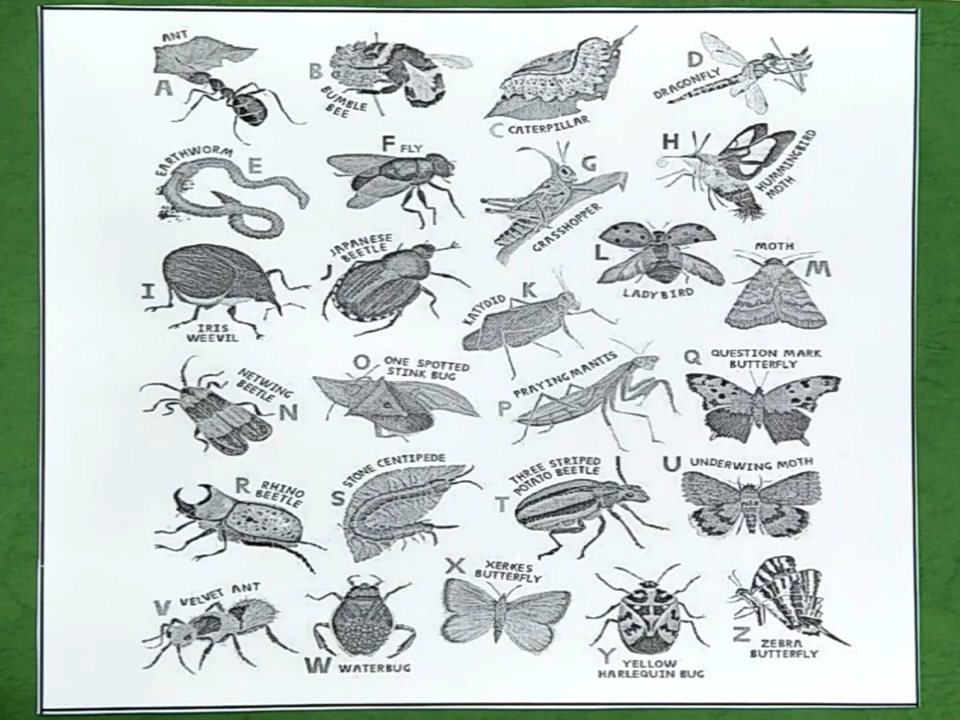 ANT
A
B
BUMBLE
BEE
C CATERPILLAR
D
DRAGONFLY
EARTHWORM E
F FLY
G
GRASSHOPPER
H
HUMMINGBIRD
MOTH
I
IRIS
WEEVIL
JAPANESE
BEETLE
J
KATYDID K
L
LADYBIRD
MOTH
M
NETWING
BEETLE
N
O ONE SPOTTED
STINK BUG
P PRAYING MANTIS
Q QUESTION MARK
BUTTERFLY
R RHINO
BEETLE
S STONE CENTIPEDE
THREE STRIPED
POTATO BEETLE
T
U UNDERWING MOTH
V VELVET ANT
W WATERBUG
X XERKES
BUTTERFLY
Y YELLOW
HARLEQUIN BUG
Z ZEBRA
BUTTERFLY